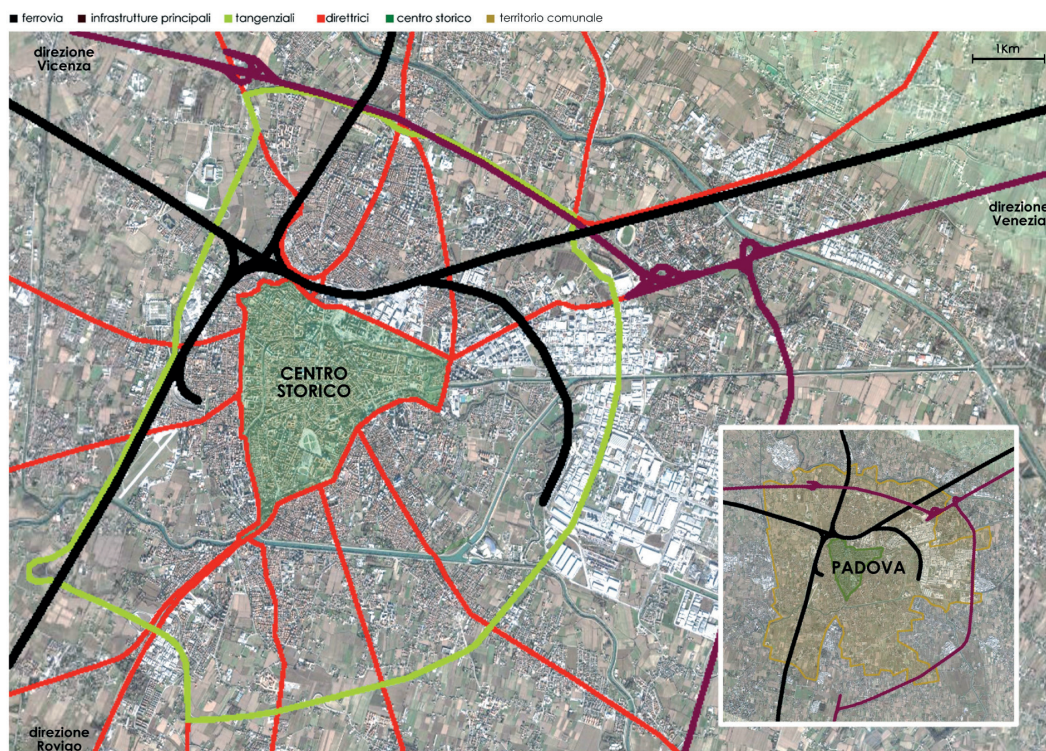 ferrovia infrastrutture principali tangenziali direttrici centro storico territorio comunale
direzione
Vicenza
1Km
direzione
Venezia
CENTRO
STORICO
PADOVA
direzione
Rovigo